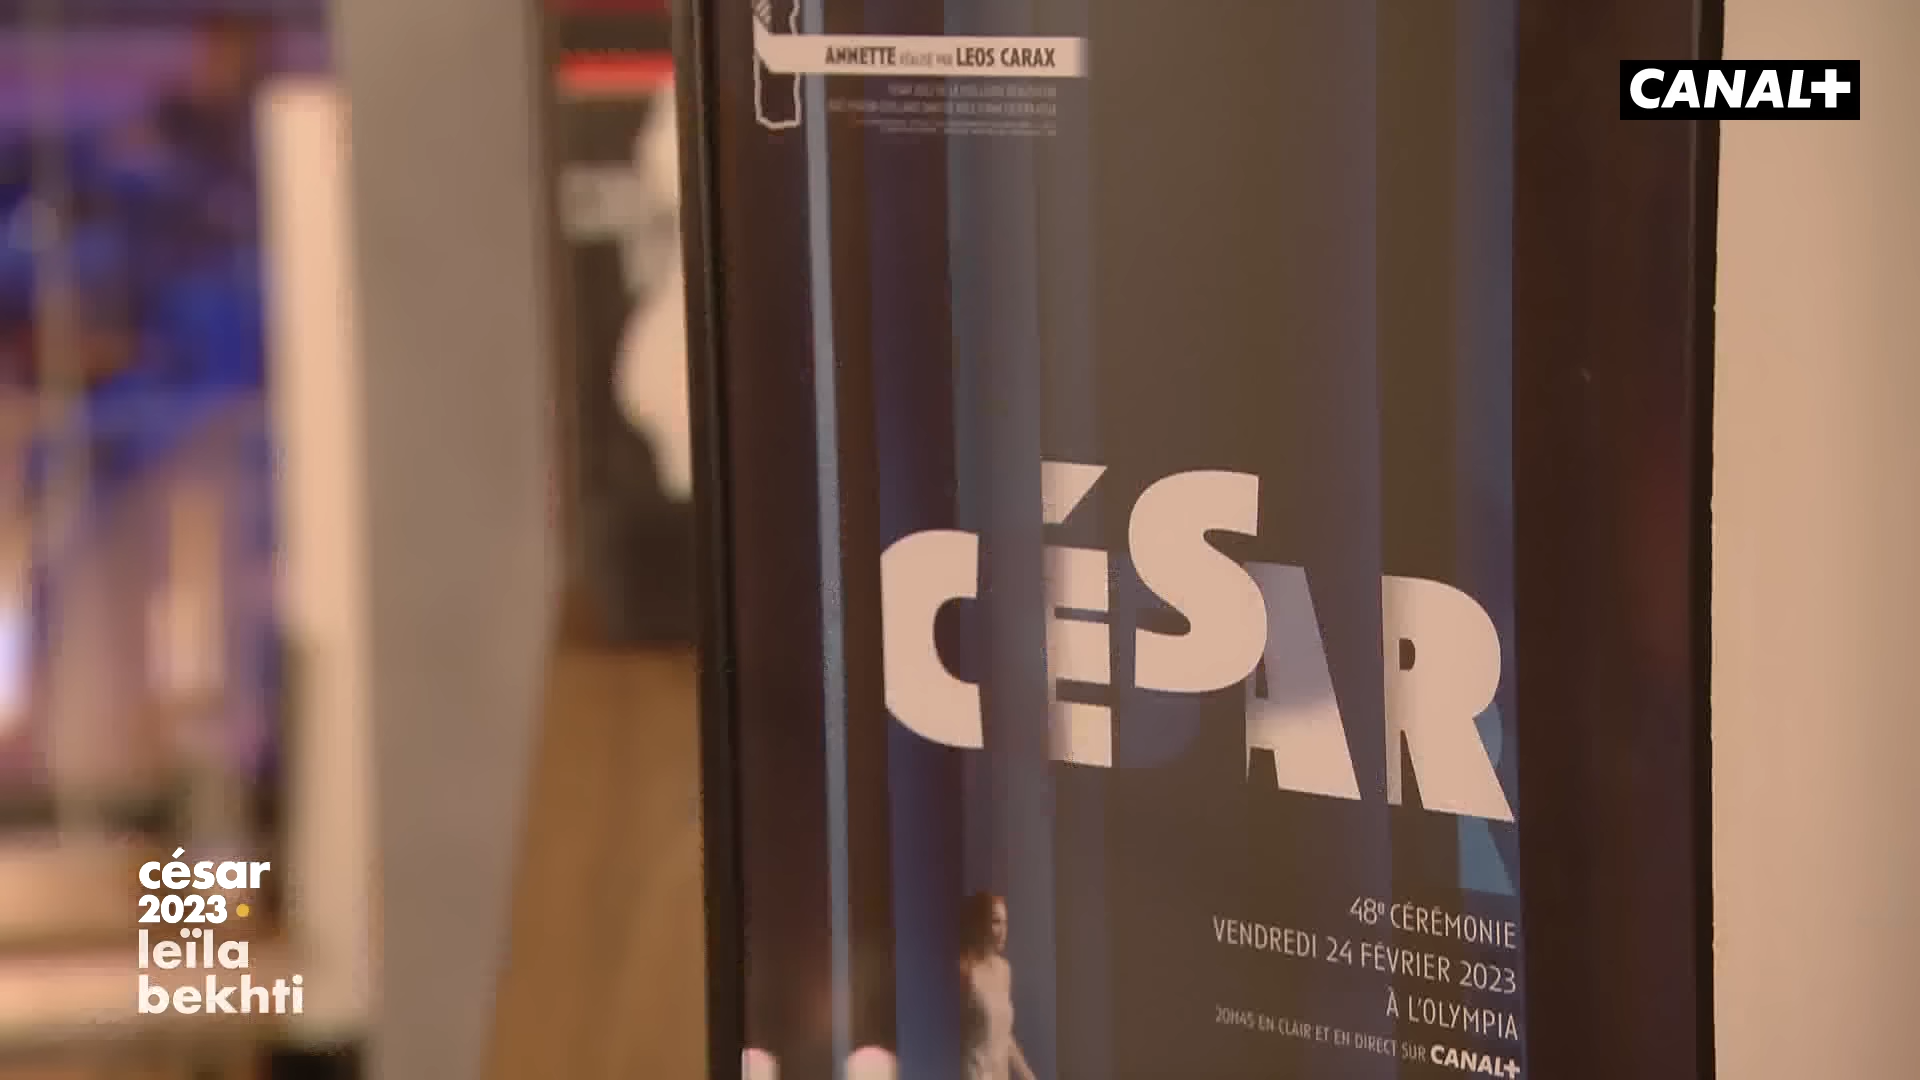 ANNETTE RÉALISÉ PAR LEOS CARAX
CANAL+
CÉSAR
48e CÉRÉMONIE
VENDREDI 24 FÉVRIER 2023
À L'OLYMPIA
20H45 EN CLAIR ET EN DIRECT SUR CANAL+
césar
2023
leïla
bekhti